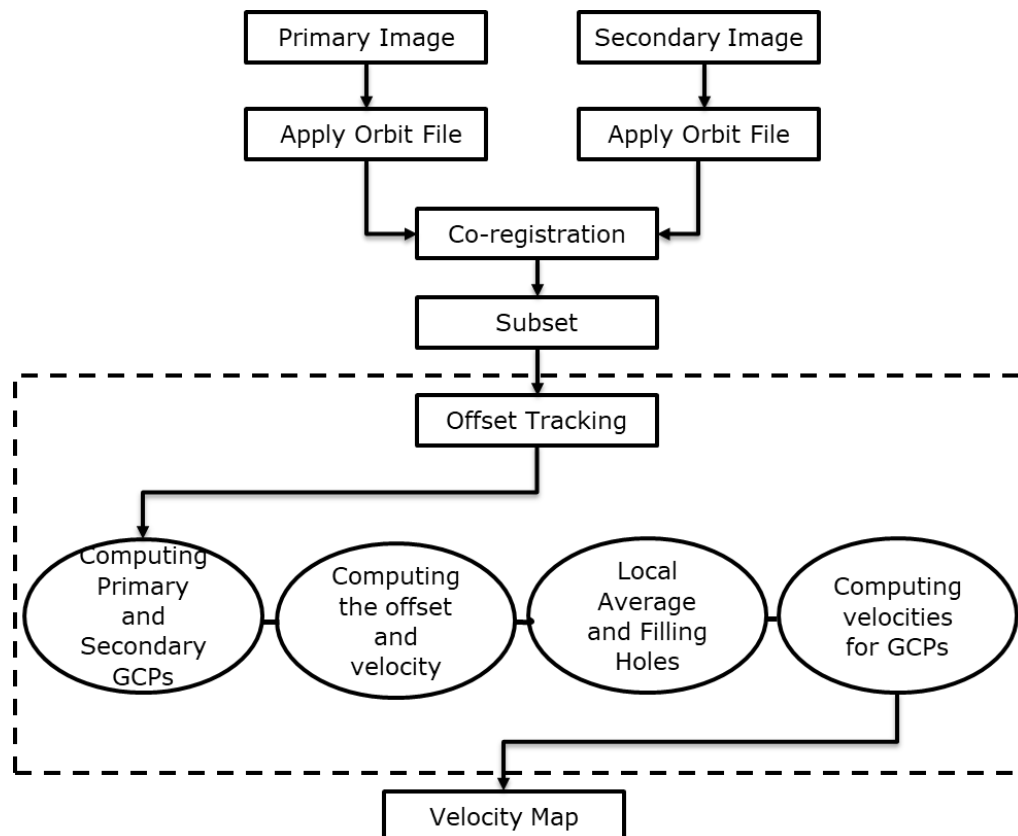 Primary Image
Secondary Image
Apply Orbit File
Apply Orbit File
Co-registration
Subset
Offset Tracking
Computing
Primary
and
Secondary
GCPs
Computing
the offset
and
velocity
Local
Average
and Filling
Holes
Computing
velocities
for GCPs
Velocity Map